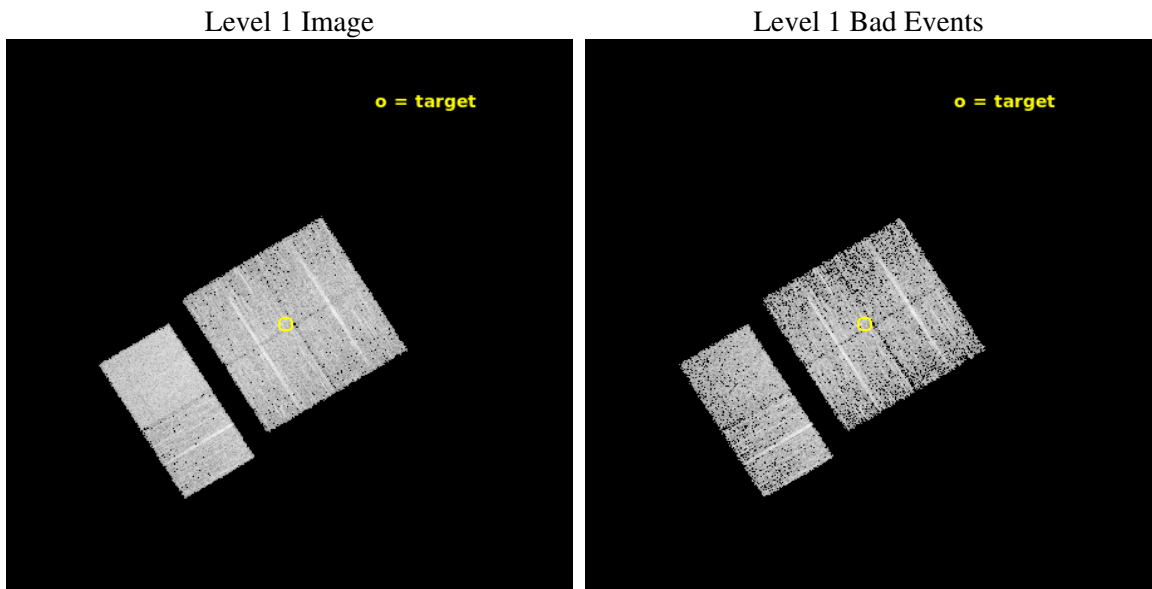 Level 1 Image
Level 1 Bad Events
o = target
o = target